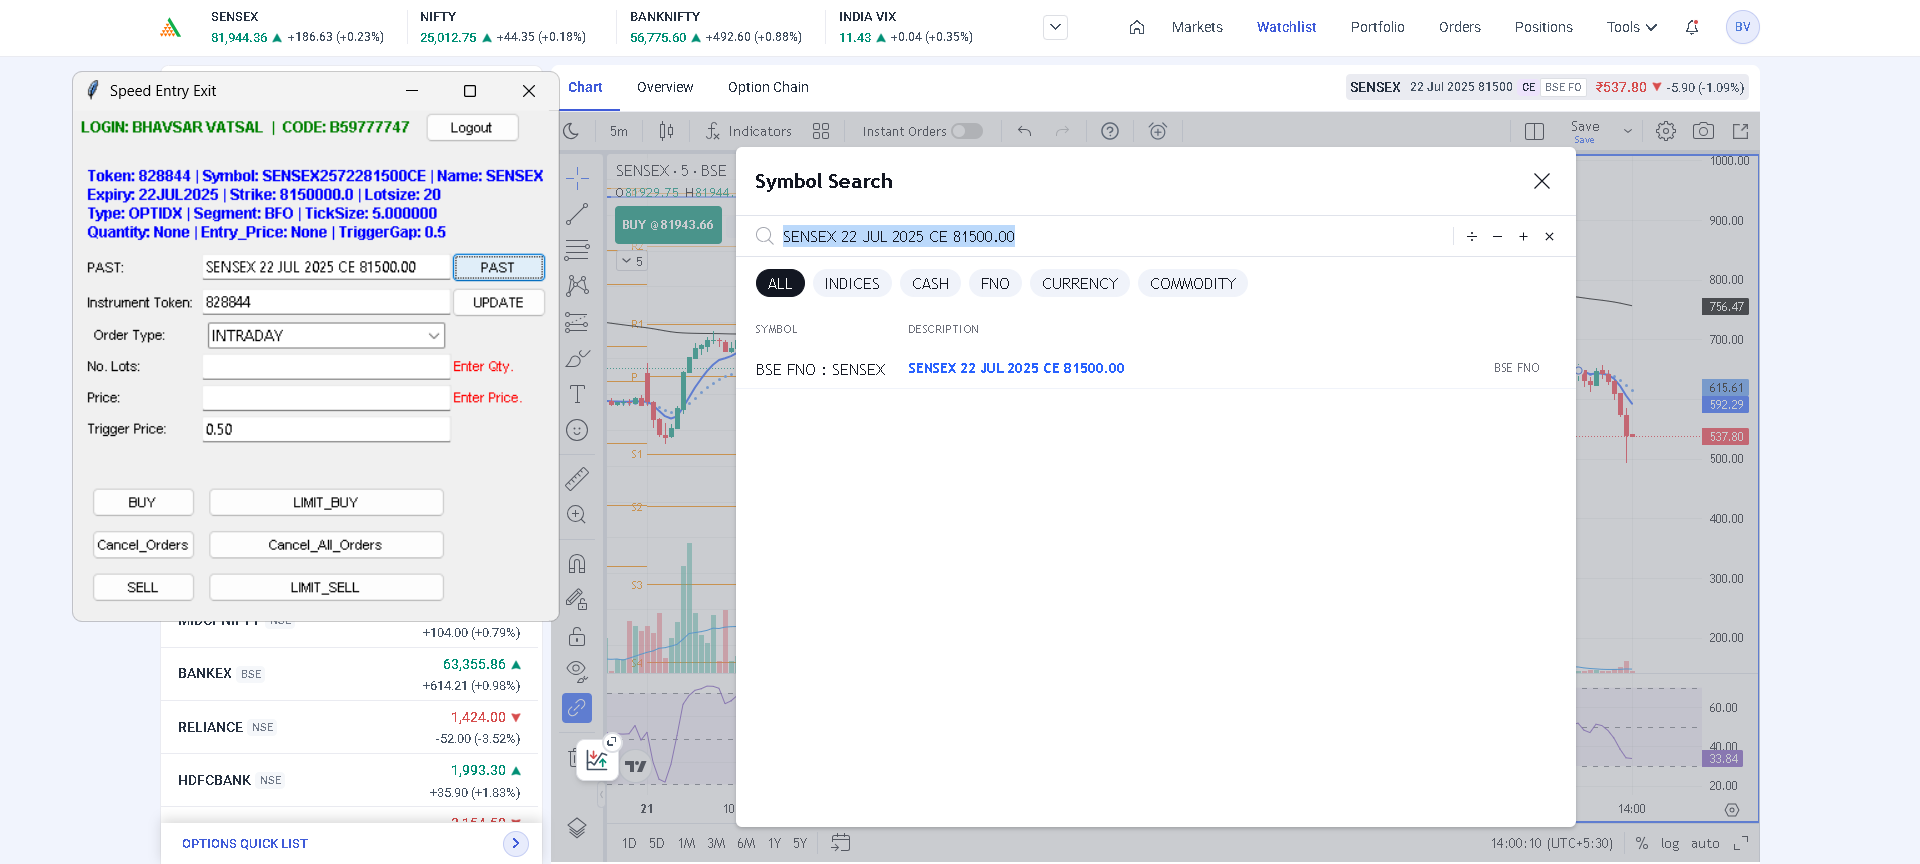 SENSEX
81,944.36 ▲ +186.63 (+0.23%)
NIFTY
25,012.75 ▲ +44.35 (+0.18%)
BANKNIFTY
56,775.60 ▲ +492.60 (+0.88%)
INDIA VIX
11.43 ▲ +0.04 (+0.35%)
Markets
Watchlist
Portfolio
Orders
Positions
Tools
BV
Speed Entry Exit
LOGIN: BHAVSAR VATSAL | CODE: B59777747
Logout
Token: 828844 | Symbol: SENSEX2572281500CE | Name: SENSEX
Expiry: 22JUL2025 | Strike: 8150000.0 | Lotsize: 20
Type: OPTIDX | Segment: BFO | TickSize: 5.000000
Quantity: None | Entry_Price: None | TriggerGap: 0.5
PAST: SENSEX 22 JUL 2025 CE 81500.00 PAST
Instrument Token: 828844 UPDATE
Order Type: INTRADAY
No. Lots: Enter Qty.
Price: Enter Price.
Trigger Price: 0.50
BUY LIMIT_BUY
Cancel_Orders Cancel_All_Orders
SELL LIMIT_SELL
+104.00 (+0.79%)
BANKEX BSE 63,355.86 ▲
+614.21 (+0.98%)
RELIANCE NSE 1,424.00 ▼
-52.00 (-3.52%)
HDFCBANK NSE 1,993.30 ▲
+35.90 (+1.83%)
OPTIONS QUICK LIST
Chart
Overview
Option Chain
SENSEX 22 Jul 2025 81500 CE BSE FO ₹537.80 ▼ -5.90 (-1.09%)
5m
Indicators
Instant Orders
Save
Save
SENSEX · 5 · BSE
O81929.75 H81944.
BUY @ 81943.66
5
R1
P
S1
S2
S3
S4
Symbol Search
SENSEX 22 JUL 2025 CE 81500.00
÷ − + ×
ALL
INDICES
CASH
FNO
CURRENCY
COMMODITY
SYMBOL DESCRIPTION
BSE FNO : SENSEX SENSEX 22 JUL 2025 CE 81500.00 BSE FNO
1000.00
900.00
800.00
756.47
700.00
615.61
592.29
537.80
500.00
400.00
300.00
200.00
60.00
40.00
33.84
20.00
21
10
14:00
1D 5D 1M 3M 6M 1Y 5Y
14:00:10 (UTC+5:30)
% log auto